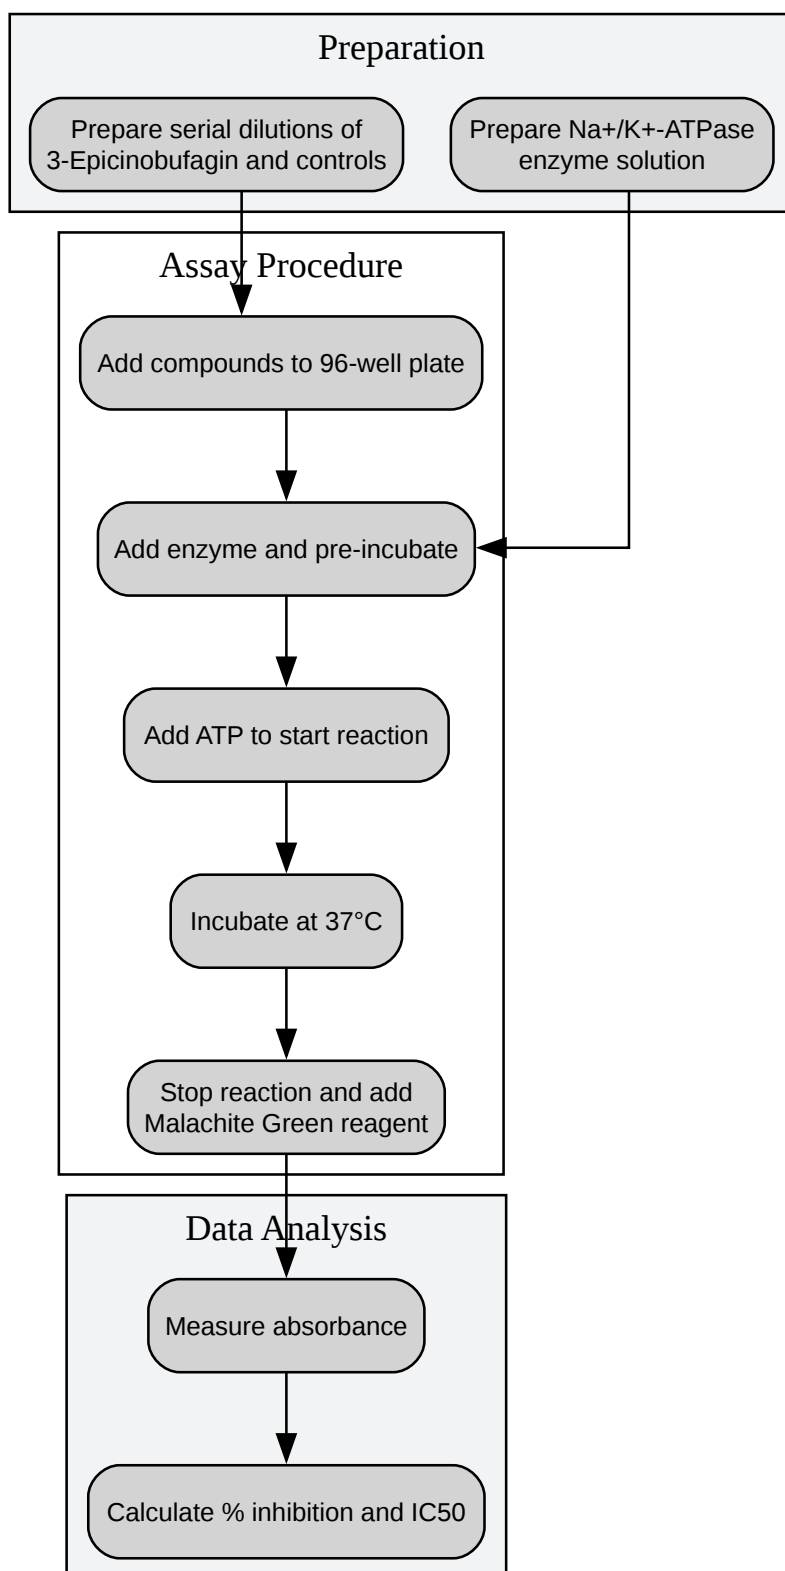 Preparation
Prepare serial dilutions of
3-Epicinobufagin and controls
Prepare Na+/K+-ATPase
enzyme solution
Assay Procedure
Add compounds to 96-well plate
Add enzyme and pre-incubate
Add ATP to start reaction
Incubate at 37°C
Stop reaction and add
Malachite Green reagent
Data Analysis
Measure absorbance
Calculate % inhibition and IC50